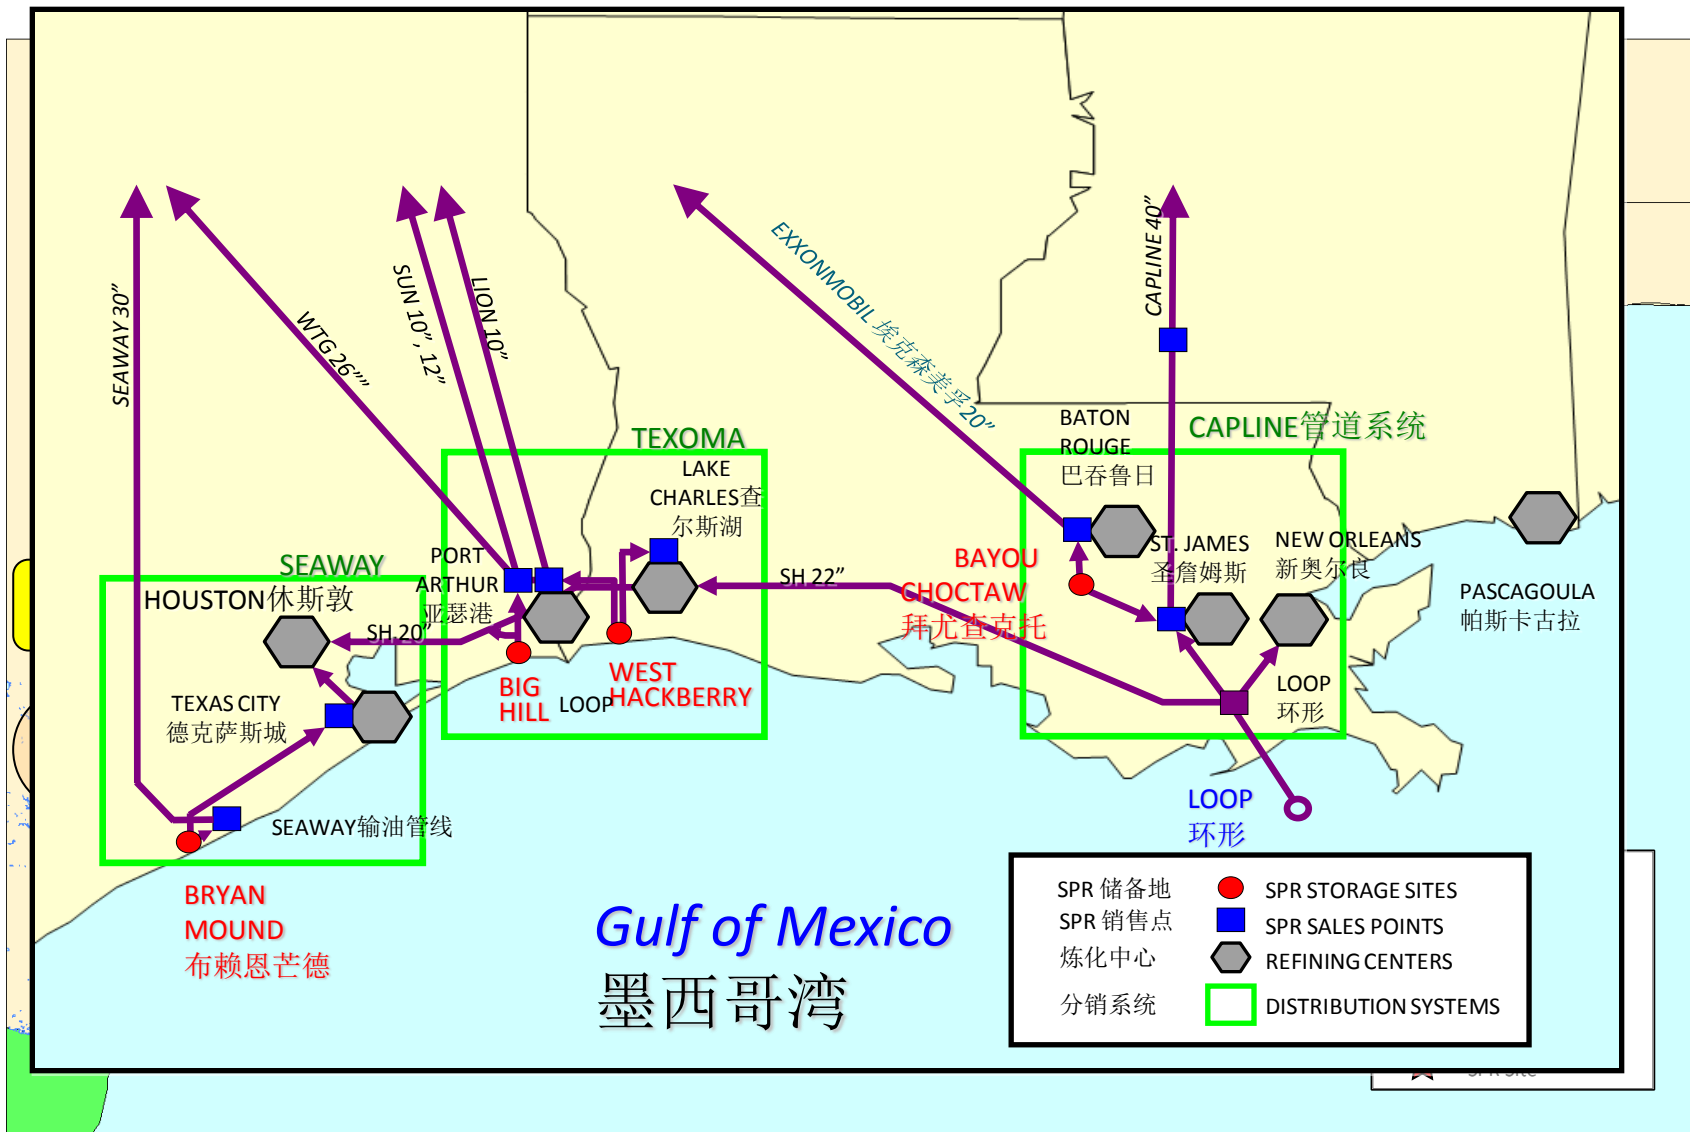 SEAWAY 30”
WTG 26””
SUN 10” , 12”
LION 10”
EXXONMOBIL 埃克森美孚20”
CAPLINE 40”
TEXOMA
CAPLINE管道系统
BATON
ROUGE
巴吞鲁日
LAKE
CHARLES查
尔斯湖
SEAWAY
HOUSTON休斯敦
PORT
ARTHUR
亚瑟港
SH 20”
SH 22”
BAYOU
CHOCTAW
拜尤查克托
ST. JAMES
圣詹姆斯
NEW ORLEANS
新奥尔良
PASCAGOULA
帕斯卡古拉
TEXAS CITY
德克萨斯城
BIG
HILL
LOOP
WEST
HACKBERRY
LOOP
环形
LOOP
环形
SEAWAY输油管线
BRYAN
MOUND
布赖恩芒德
Gulf of Mexico
墨西哥湾
SPR 储备地 SPR STORAGE SITES
SPR 销售点 SPR SALES POINTS
炼化中心 REFINING CENTERS
分销系统 DISTRIBUTION SYSTEMS